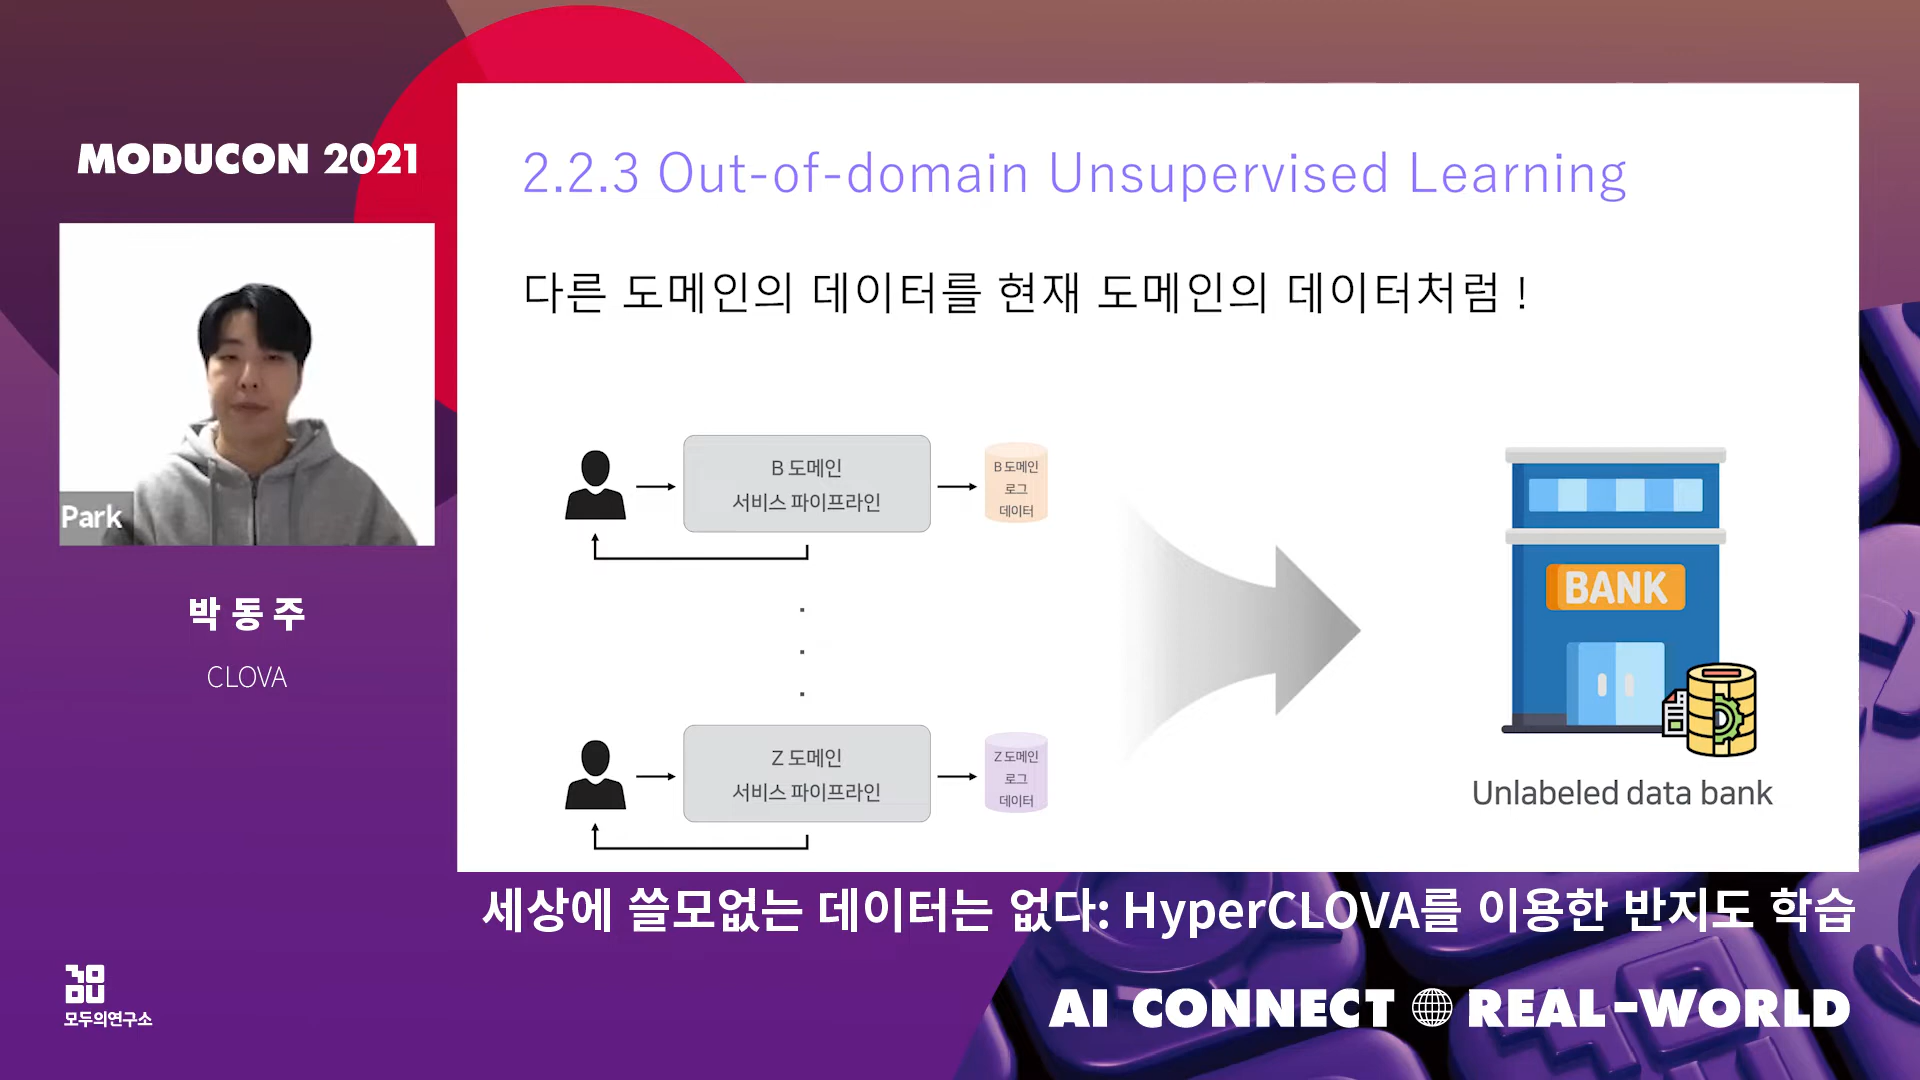 MODUCON 2021
Park
박동주
CLOVA
모두의연구소
2.2.3 Out-of-domain Unsupervised Learning
다른 도메인의 데이터를 현재 도메인의 데이터처럼 !
B 도메인
서비스 파이프라인
B 도메인
로그
데이터
Z 도메인
서비스 파이프라인
Z 도메인
로그
데이터
BANK
Unlabeled data bank
세상에 쓸모없는 데이터는 없다: HyperCLOVA를 이용한 반지도 학습
AI CONNECT REAL-WORLD